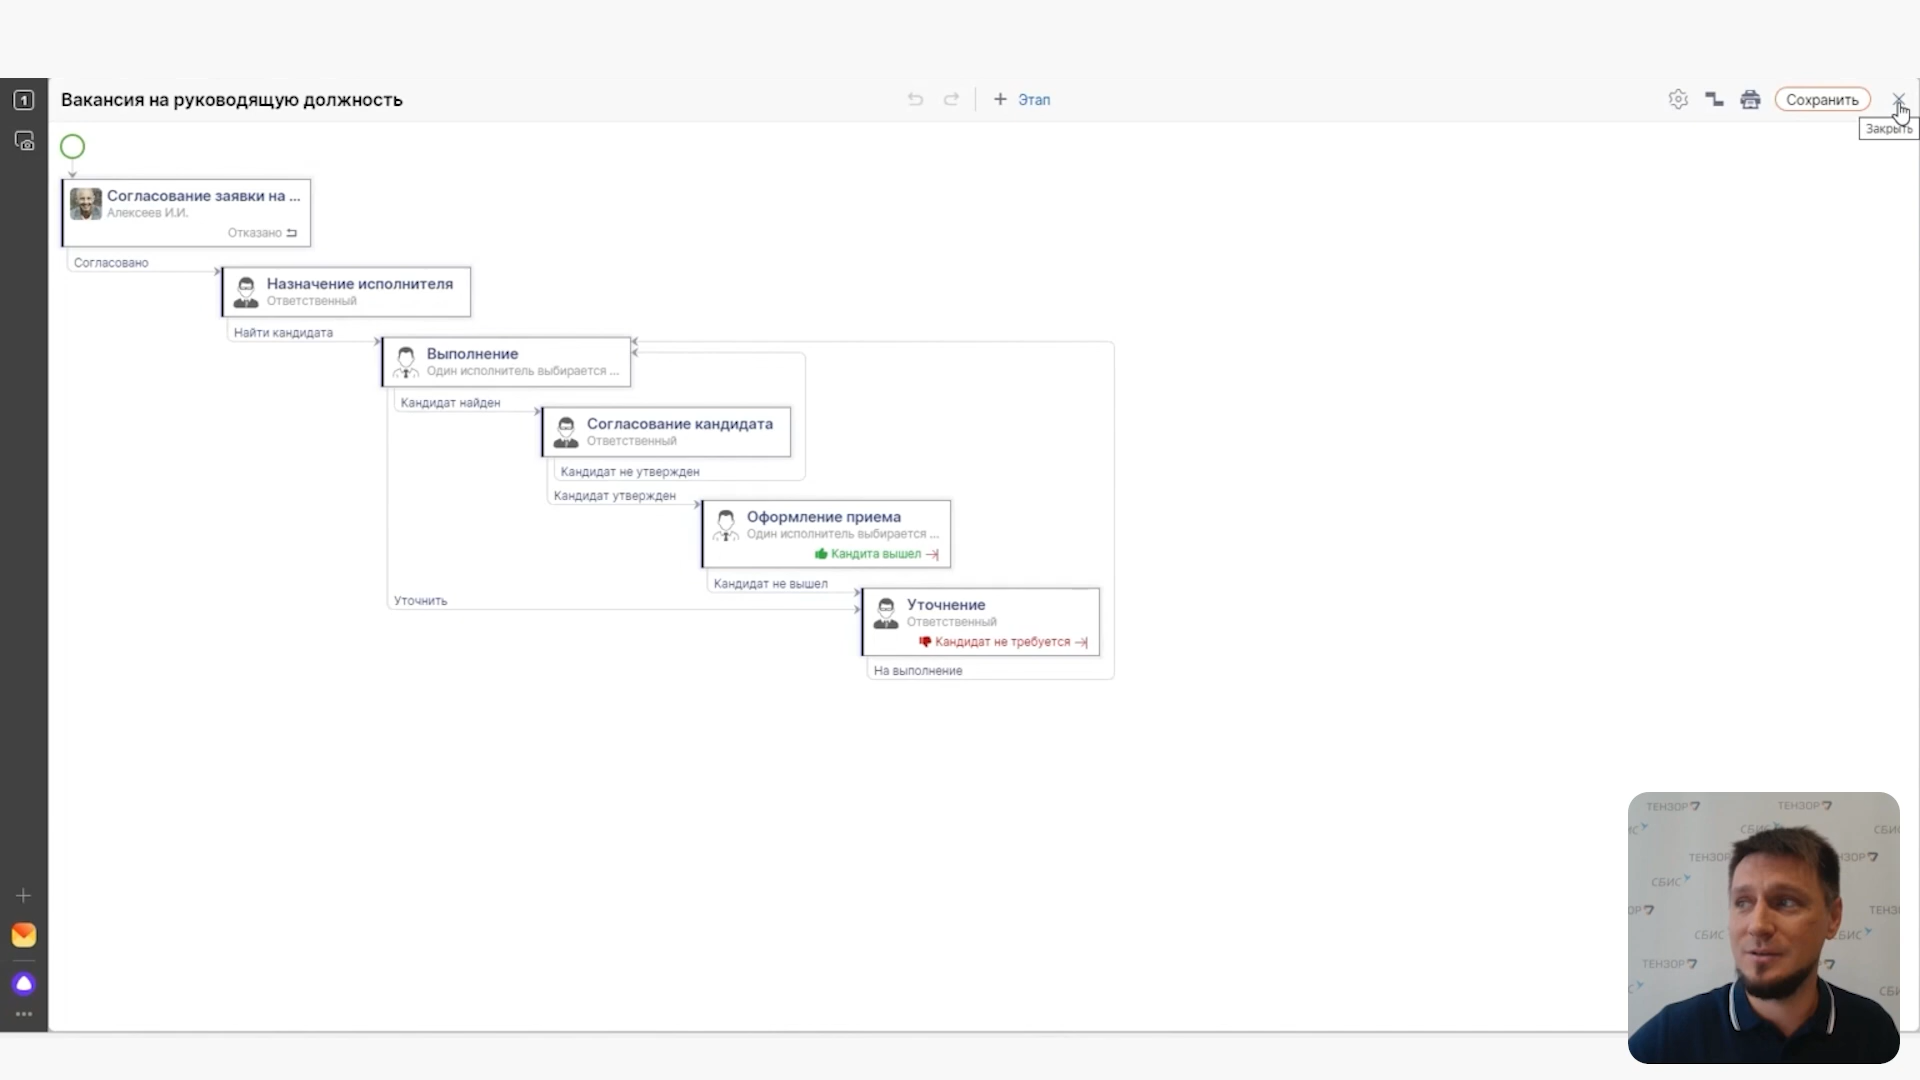 1
Вакансия на руководящую должность
Этап
Сохранить
Закрыть
Согласование заявки на ...
Алексеев И.И.
Отказано
Согласовано
Назначение исполнителя
Ответственный
Найти кандидата
Выполнение
Один исполнитель выбирается ...
Кандидат найден
Согласование кандидата
Ответственный
Кандидат не утвержден
Кандидат утвержден
Оформление приема
Один исполнитель выбирается ...
Кандита вышел
Кандидат не вышел
Уточнить
Уточнение
Ответственный
Кандидат не требуется
На выполнение
ТЕНЗОР ТЕНЗОР
СБИС
ТЕНЗОР
СБИС
СБИС
ТЕНЗОР